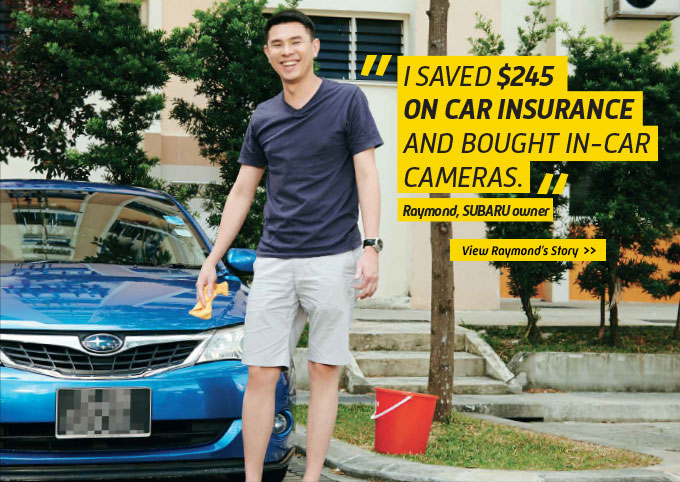 " I SAVED $245
ON CAR INSURANCE
AND BOUGHT IN-CAR
CAMERAS. "
Raymond, SUBARU owner
View Raymond's Story >>